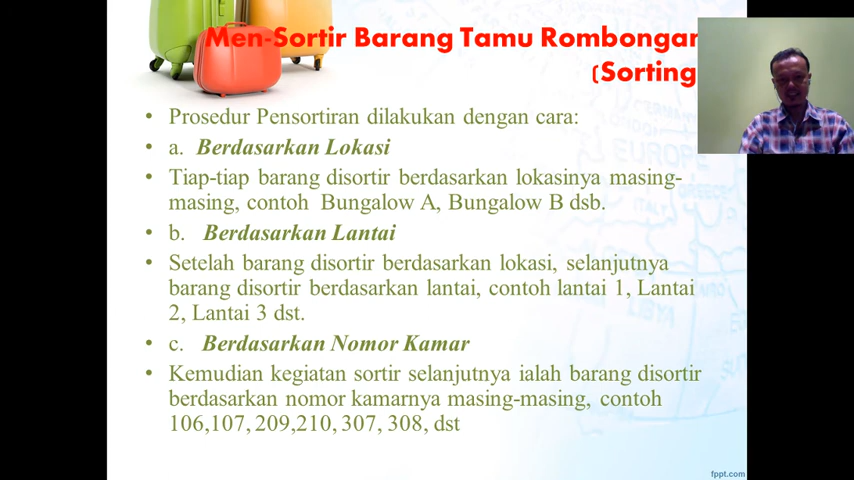 Men-Sortir Barang Tamu Rombongan
(Sorting
• Prosedur Pensortiran dilakukan dengan cara:
• a. Berdasarkan Lokasi
• Tiap-tiap barang disortir berdasarkan lokasinya masing-
masing, contoh Bungalow A, Bungalow B dsb.
• b. Berdasarkan Lantai
• Setelah barang disortir berdasarkan lokasi, selanjutnya
barang disortir berdasarkan lantai, contoh lantai 1, Lantai
2, Lantai 3 dst.
• c. Berdasarkan Nomor Kamar
• Kemudian kegiatan sortir selanjutnya ialah barang disortir
berdasarkan nomor kamarnya masing-masing, contoh
106,107, 209,210, 307, 308, dst
EUROPE
fppt.com